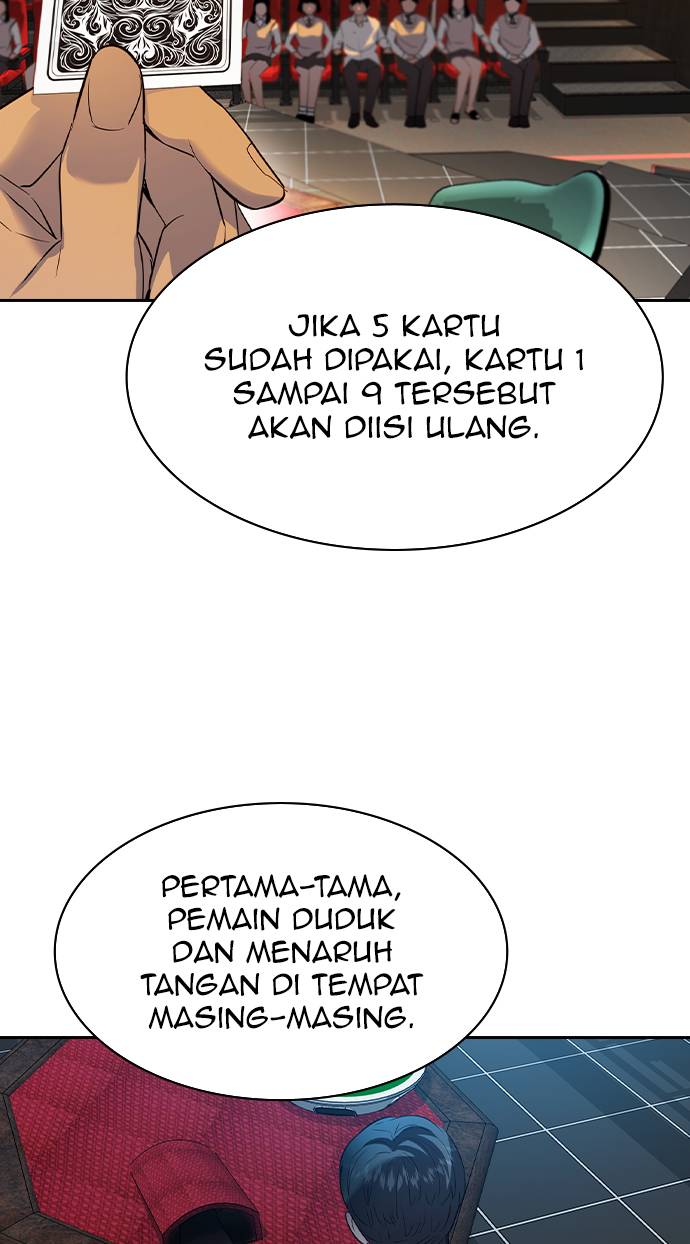 JIKA 5 KARTU
SUDAH DIPAKAI, KARTU 1
SAMPAI 9 TERSEBUT
AKAN DIISI ULANG.
PERTAMA-TAMA,
PEMAIN DUDUK
DAN MENARUH
TANGAN DI TEMPAT
MASING-MASING.